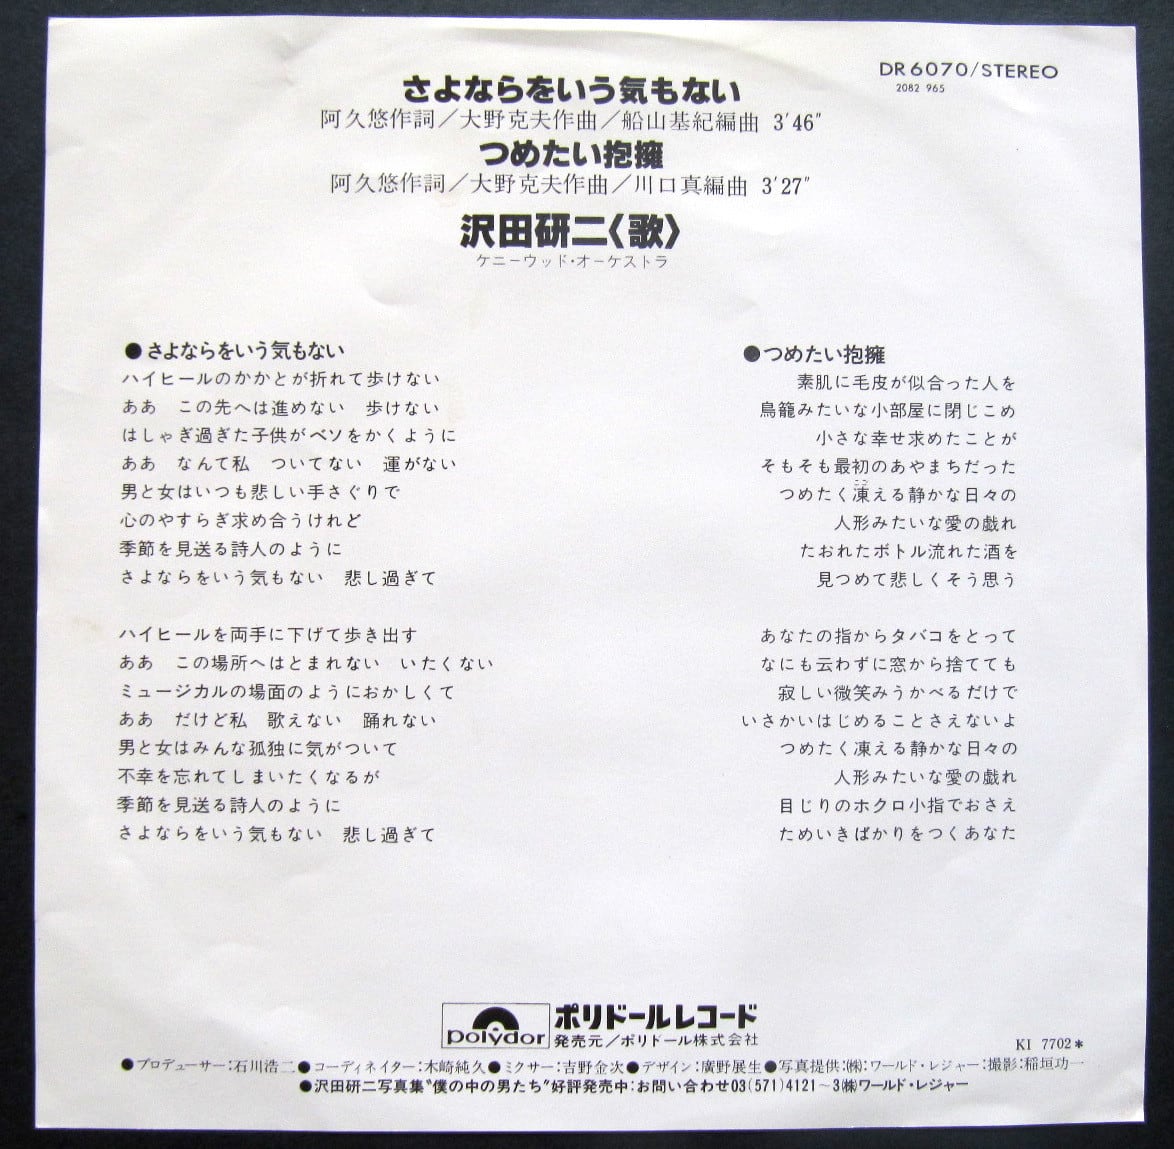 DR6070/STEREO
2082 965
さよならをいう気もない
阿久悠作詞／大野克夫作曲／船山基紀編曲 3'46"
つめたい抱擁
阿久悠作詞／大野克夫作曲／川口真編曲 3'27"
沢田研二〈歌〉
ケニーウッド・オーケストラ
●さよならをいう気もない
ハイヒールのかかとが折れて歩けない
ああ　この先へは進めない　歩けない
はしゃぎ過ぎた子供がベソをかくように
ああ　なんて私　ついてない　運がない
男と女はいつも悲しい手さぐりで
心のやすらぎ求め合うけれど
季節を見送る詩人のように
さよならをいう気もない　悲し過ぎて
ハイヒールを両手に下げて歩き出す
ああ　この場所へはとまれない　いたくない
ミュージカルの場面のようにおかしくて
ああ　だけど私　歌えない　踊れない
男と女はみんな孤独に気がついて
不幸を忘れてしまいたくなるが
季節を見送る詩人のように
さよならをいう気もない　悲し過ぎて
●つめたい抱擁
素肌に毛皮が似合った人を
鳥籠みたいな小部屋に閉じこめ
小さな幸せ求めたことが
そもそも最初のあやまちだった
ここ
つめたく凍える静かな日々の
人形みたいな愛の戯れ
たおれたボトル流れた酒を
見つめて悲しくそう思う
あなたの指からタバコをとって
なにも云わずに窓から捨てても
寂しい微笑みうかべるだけで
いさかいはじめることさえないよ
つめたく凍える静かな日々の
人形みたいな愛の戯れ
目じりのホクロ小指でおさえ
ためいきばかりをつくあなた
polydor
ポリドールレコード
発売元／ポリドール株式会社
KI 7702*
●プロデューサー:石川浩二●コーディネイター:木崎純久●ミクサー:吉野金次●デザイン:廣野展生●写真提供:㈱ワールド・レジャー:撮影:稲垣功一
●沢田研二写真集"僕の中の男たち"好評発売中:お問い合わせ03(571)4121～3㈱ワールド・レジャー